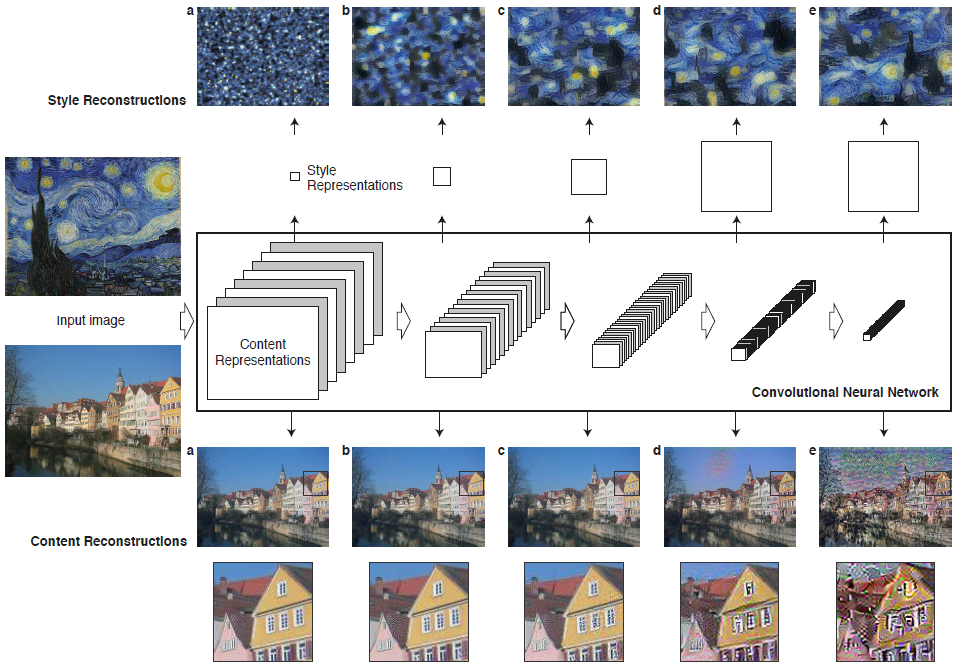 a
b
c
d
e
Style Reconstructions
Style
Representations
Input image
Content
Representations
Convolutional Neural Network
a
b
c
d
e
Content Reconstructions